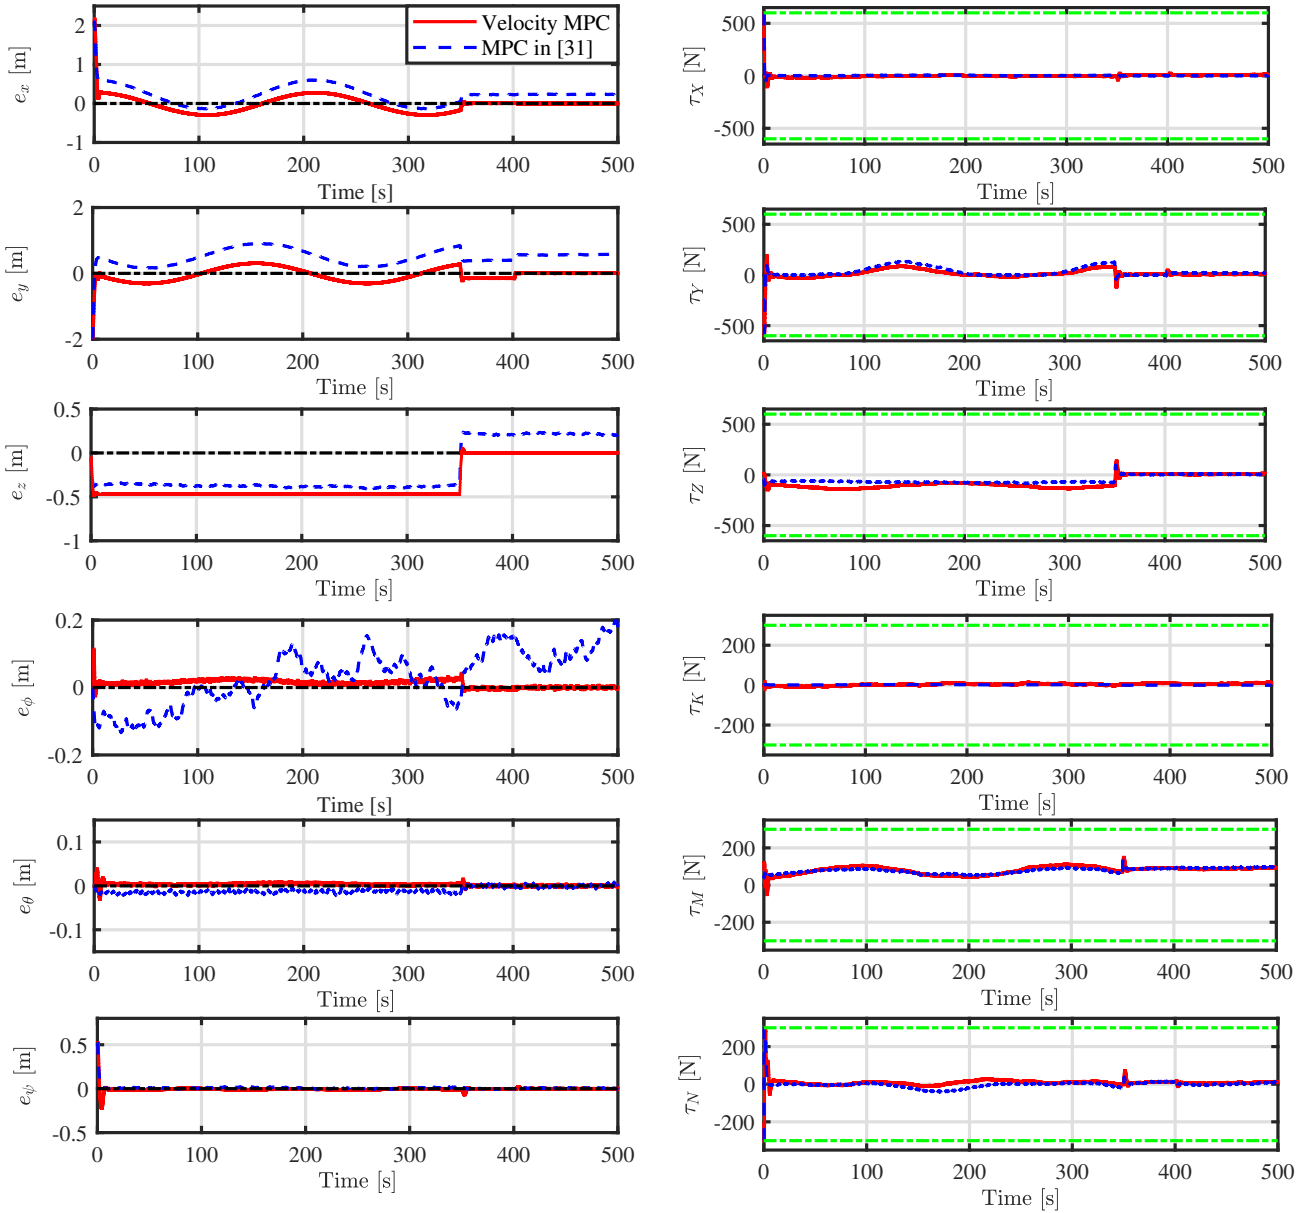 2
1
0
-1
e_x [m]
Velocity MPC
MPC in [31]
0 100 200 300 400 500
Time [s]
500
0
-500
τ_X [N]
0 100 200 300 400 500
Time [s]
2
0
-2
e_y [m]
0 100 200 300 400 500
Time [s]
500
0
-500
τ_Y [N]
0 100 200 300 400 500
Time [s]
0.5
0
-0.5
-1
e_z [m]
0 100 200 300 400 500
Time [s]
500
0
-500
τ_Z [N]
0 100 200 300 400 500
Time [s]
0.2
0
-0.2
e_ϕ [m]
0 100 200 300 400 500
Time [s]
200
0
-200
τ_K [N]
0 100 200 300 400 500
Time [s]
0.1
0
-0.1
e_θ [m]
0 100 200 300 400 500
Time [s]
200
0
-200
τ_M [N]
0 100 200 300 400 500
Time [s]
0.5
0
-0.5
e_ψ [m]
0 100 200 300 400 500
Time [s]
200
0
-200
τ_N [N]
0 100 200 300 400 500
Time [s]